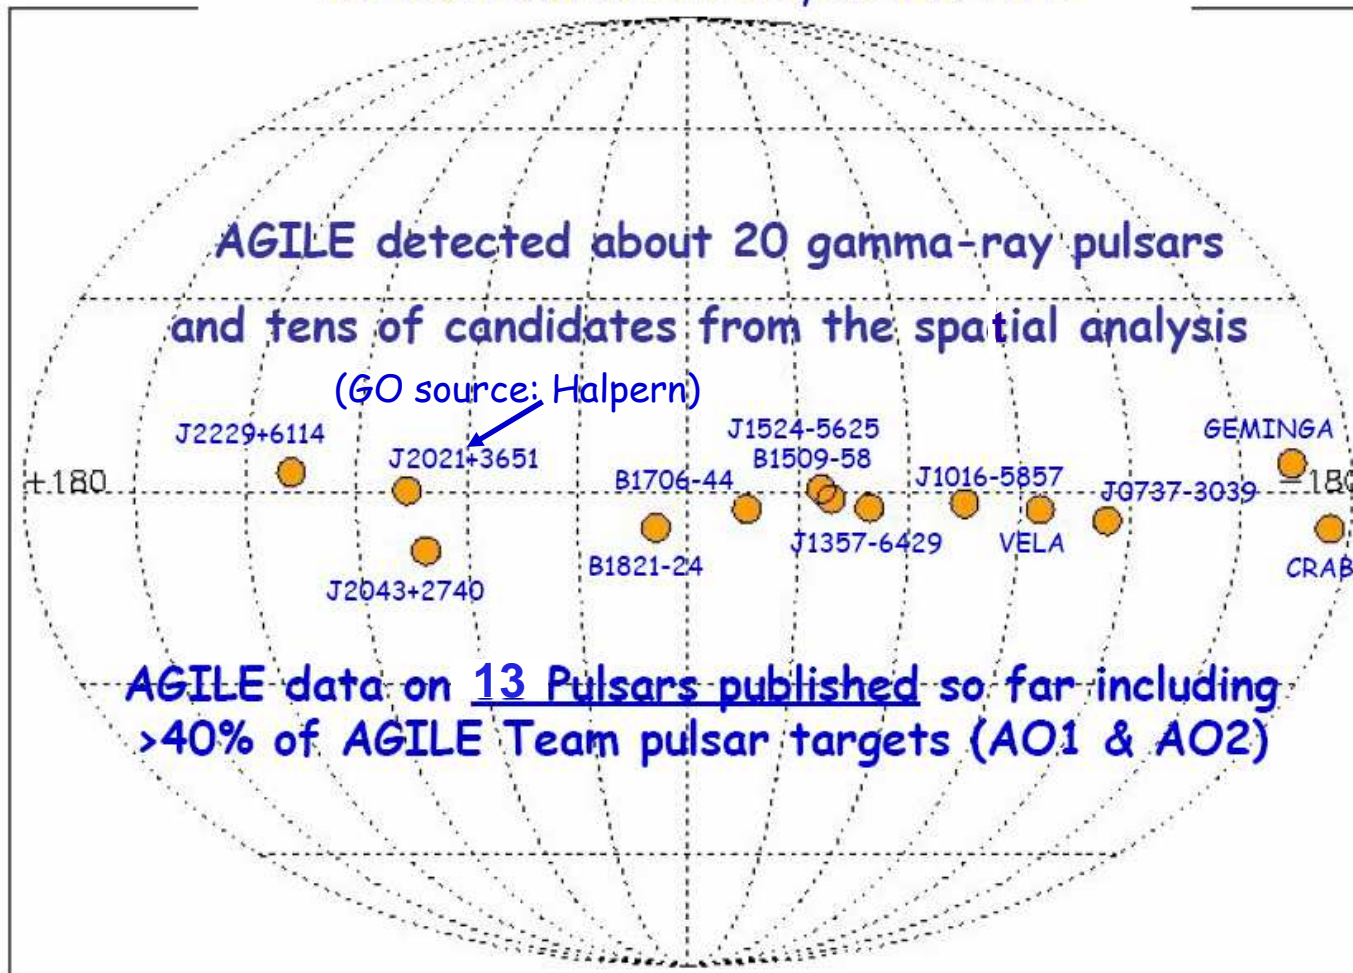 AGILE detected about 20 gamma-ray pulsars
and tens of candidates from the spatial analysis
(GO source: Halpern)
J2229+6114
J2021+3651
J1524-5625
B1509-58
GEMINGA
+180
B1706-44
J1016-5857
J0737-3039
-180
J2043+2740
B1821-24
J1357-6429
VELA
CRAB
AGILE data on 13 Pulsars published so far including
>40% of AGILE Team pulsar targets (AO1 & AO2)